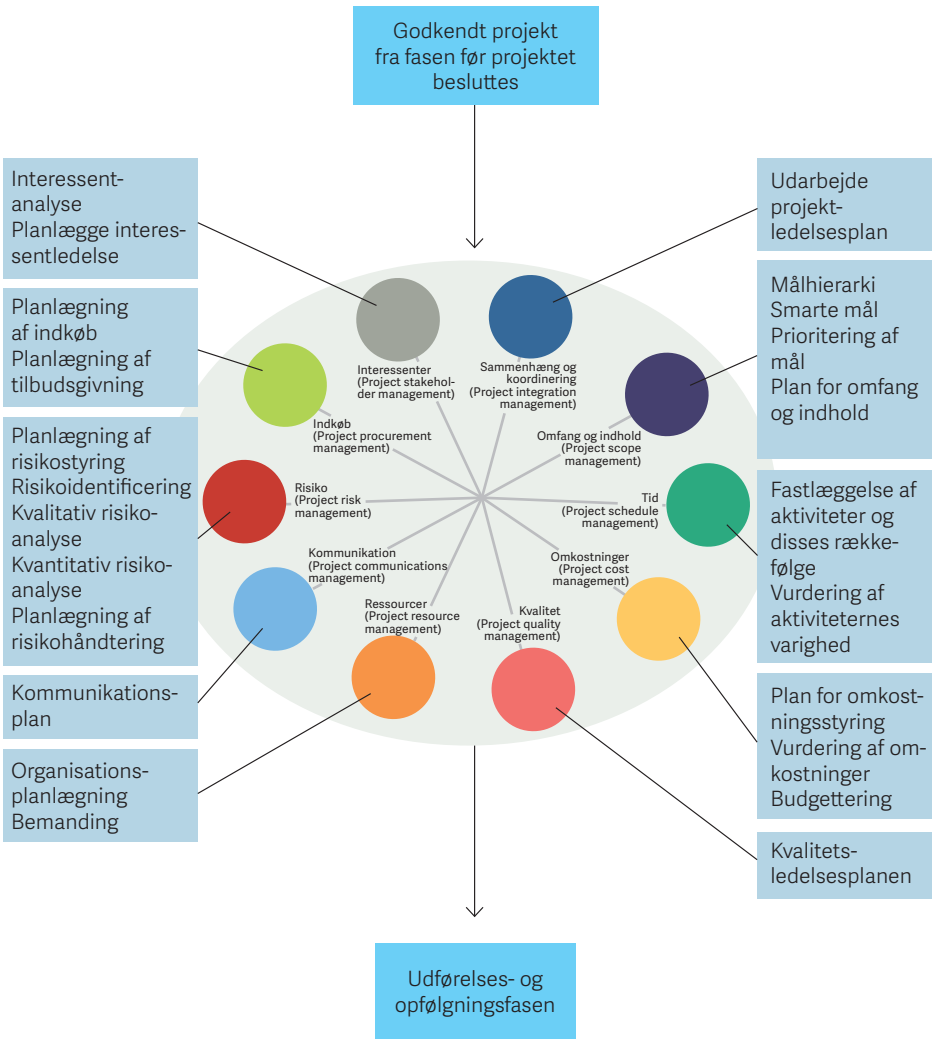 Godkendt projekt
fra fasen før projektet
besluttes
Interessent-
analyse
Planlægge interes-
sentledelse
Planlægning
af indkøb
Planlægning af
tilbudsgivning
Planlægning af
risikostyring
Risikoidentificering
Kvalitativ risiko-
analyse
Kvantitativ risiko-
analyse
Planlægning af
risikohåndtering
Kommunikations-
plan
Organisations-
planlægning
Bemanding
Interessenter
(Project stakehol-
der management)
Sammenhæng og
koordinering
(Project integration
management)
Indkøb
(Project procurement
management)
Omfang og indhold
(Project scope
management)
Risiko
(Project risk
management)
Tid
(Project schedule
management)
Kommunikation
(Project communications
management)
Omkostninger
(Project cost
management)
Ressourcer
(Project resource
management)
Kvalitet
(Project quality
management)
Udarbejde
projekt-
ledelsesplan
Målhierarki
Smarte mål
Prioritering af
mål
Plan for omfang
og indhold
Fastlæggelse af
aktiviteter og
disses række-
følge
Vurdering af
aktiviteternes
varighed
Plan for omkost-
ningsstyring
Vurdering af om-
kostninger
Budgettering
Kvalitets-
ledelsesplanen
Udførelses- og
opfølgningsfasen